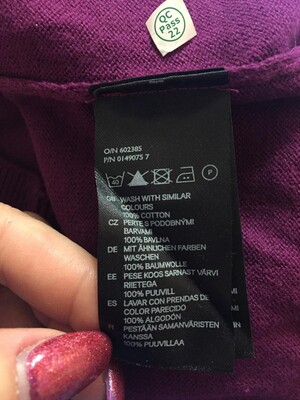 QC
Pass
22
O/N 602385
P/N 0149075 7
40
P
GB WASH WITH SIMILAR
COLOURS
100% COTTON
CZ PERTE S PODOBNÝMI
BARVAMI
100% BAVLNA
DE MIT ÄHNLICHEN FARBEN
WASCHEN
100% BAUMWOLLE
EE PESE KOOS SARNAST VÄRVI
RIIETEGA
100% PUUVILL
ES LAVAR CON PRENDAS DE
COLOR PARECIDO
100% ALGODÓN
FI PESTÄÄN SAMANVÄRISTEN
KANSSA
100% PUUVILLAA